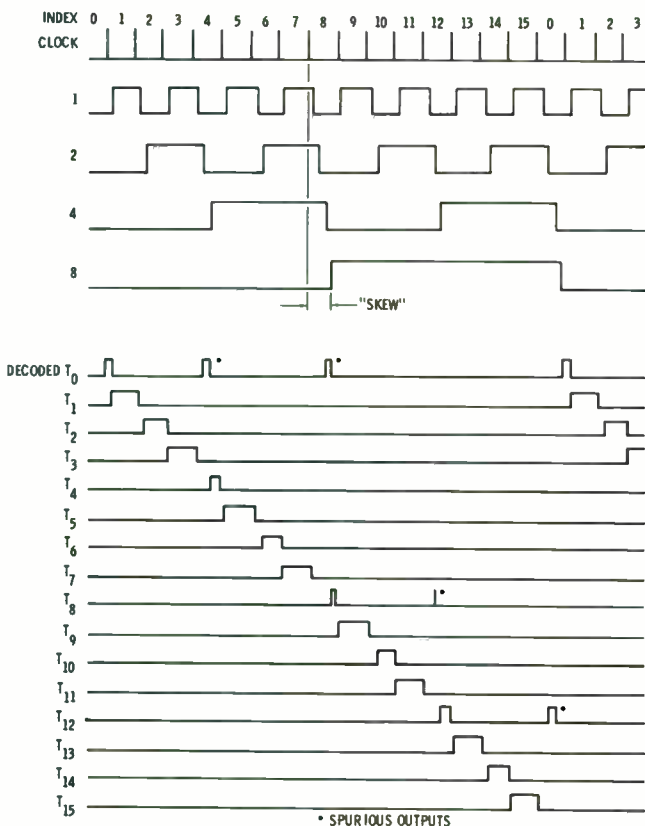 INDEX 0 1 2 3 4 5 6 7 8 9 10 11 12 13 14 15 0 1 2 3
CLOCK
1
2
4
8
"SKEW"
DECODED T0
T1
T2
T3
T4
T5
T6
T7
T8
T9
T10
T11
T12
T13
T14
T15
• SPURIOUS OUTPUTS